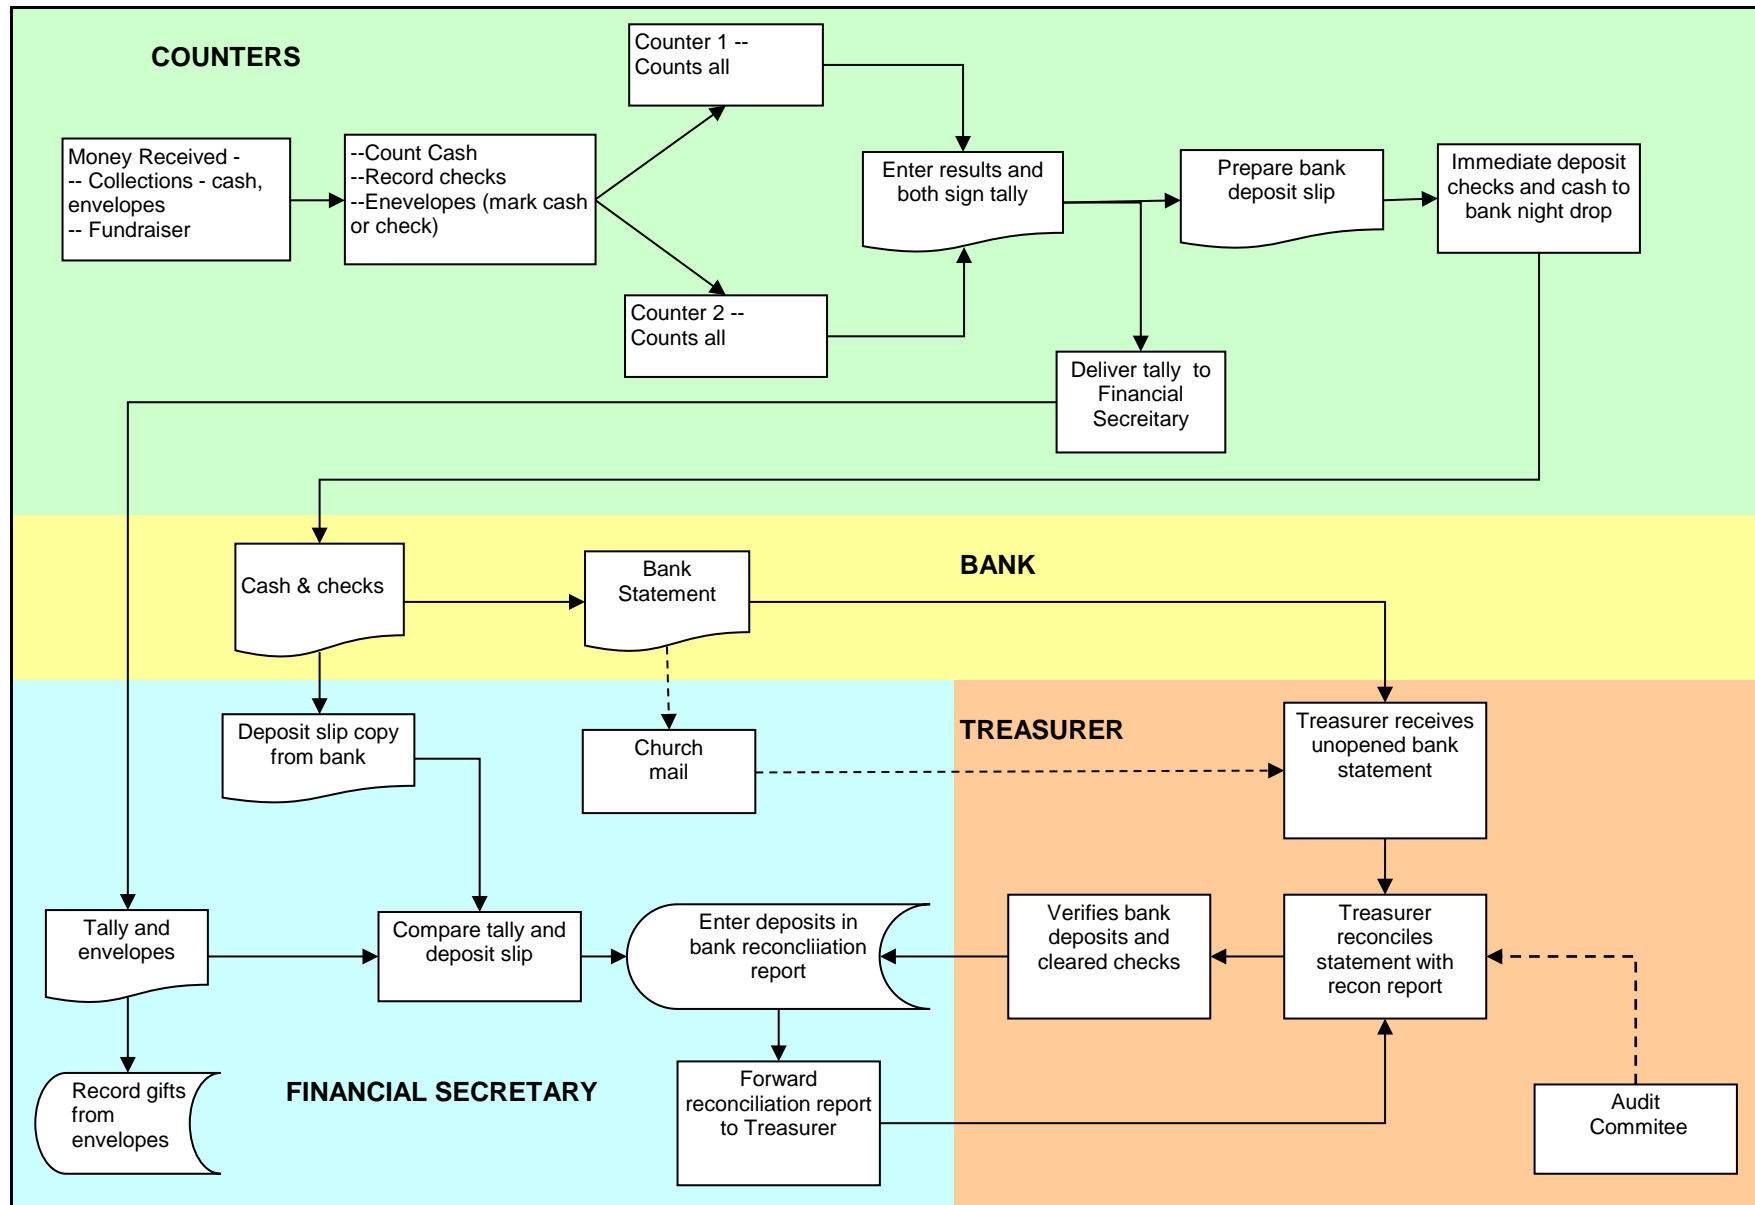 COUNTERS
Counter 1 --
Counts all
Money Received -
-- Collections - cash,
envelopes
-- Fundraiser
--Count Cash
--Record checks
--Enevelopes (mark cash
or check)
Enter results and
both sign tally
Prepare bank
deposit slip
Immediate deposit
checks and cash to
bank night drop
Counter 2 --
Counts all
Deliver tally to
Financial
Secreitary
BANK
Cash & checks
Bank
Statement
TREASURER
Deposit slip copy
from bank
Church
mail
Treasurer receives
unopened bank
statement
Tally and
envelopes
Compare tally and
deposit slip
Enter deposits in
bank reconcliiation
report
Verifies bank
deposits and
cleared checks
Treasurer
reconciles
statement with
recon report
FINANCIAL SECRETARY
Record gifts
from
envelopes
Forward
reconciliation report
to Treasurer
Audit
Commitee